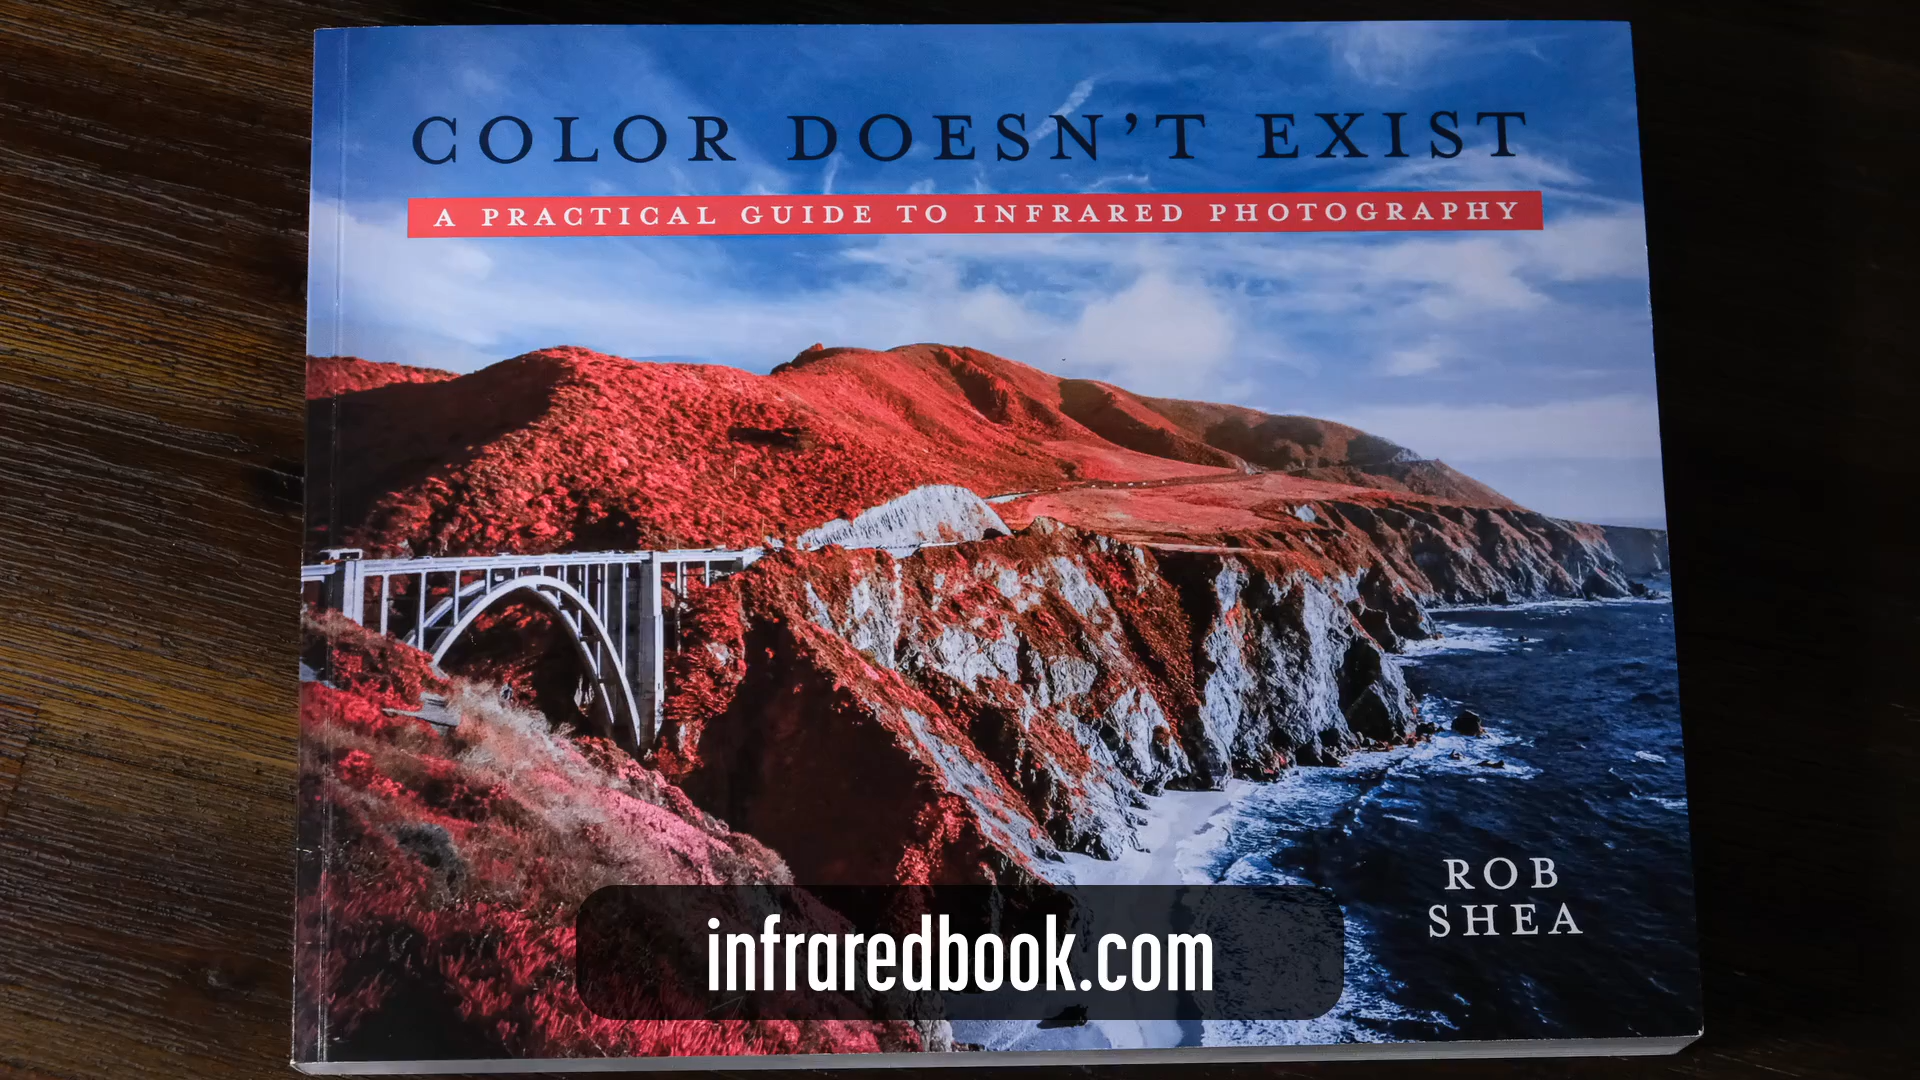 COLOR DOESN'T EXIST
A PRACTICAL GUIDE TO INFRARED PHOTOGRAPHY
ROB
SHEA
infraredbook.com